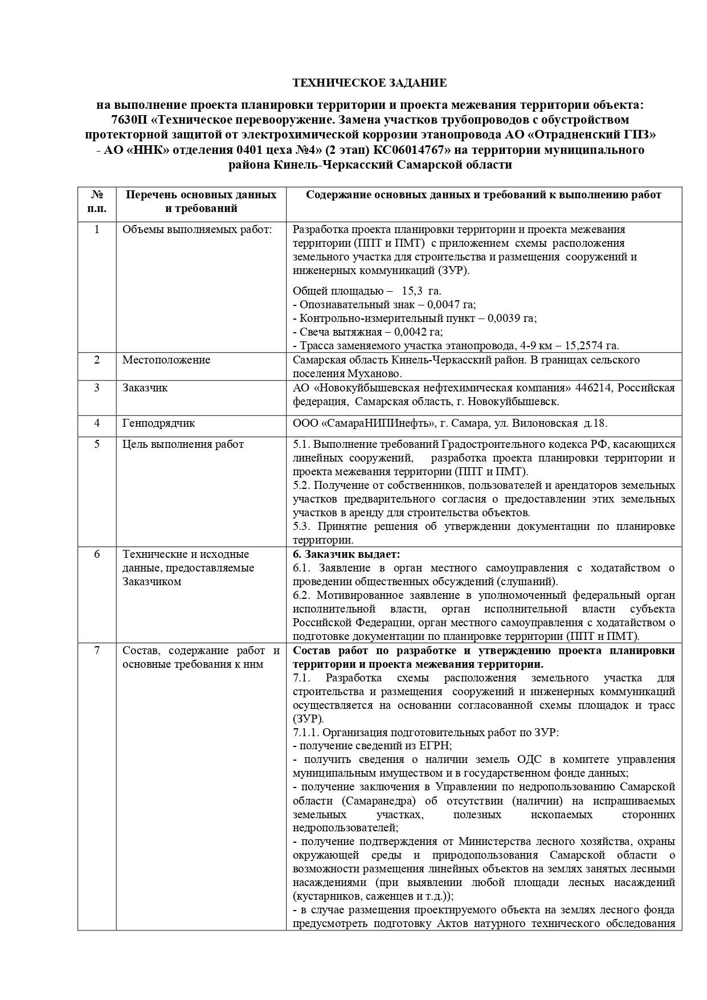 ТЕХНИЧЕСКОЕ ЗАДАНИЕ
на выполнение проекта планировки территории и проекта межевания территории объекта:
7630П «Техническое перевооружение. Замена участков трубопроводов с обустройством
протекторной защитой от электрохимической коррозии этанопровода АО «Отрадненский ГПЗ»
- АО «ННК» отделения 0401 цеха №4» (2 этап) КС06014767» на территории муниципального
района Кинель-Черкасский Самарской области
№ п.п.
Перечень основных данных
и требований
Содержание основных данных и требований к выполнению работ
1
Объемы выполняемых работ:
Разработка проекта планировки территории и проекта межевания
территории (ППТ и ПМТ) с приложением схемы расположения
земельного участка для строительства и размещения сооружений и
инженерных коммуникаций (ЗУР).
Общей площадью – 15,3 га.
- Опознавательный знак – 0,0047 га;
- Контрольно-измерительный пункт – 0,0039 га;
- Свеча вытяжная – 0,0042 га;
- Трасса заменяемого участка этанопровода, 4-9 км – 15,2574 га.
2
Местоположение
Самарская область Кинель-Черкасский район. В границах сельского
поселения Муханово.
3
Заказчик
АО «Новокуйбышевская нефтехимическая компания» 446214, Российская
федерация, Самарская область, г. Новокуйбышевск.
4
Генподрядчик
ООО «СамараНИПИнефть», г. Самара, ул. Вилоновская д.18.
5
Цель выполнения работ
5.1. Выполнение требований Градостроительного кодекса РФ, касающихся
линейных сооружений, разработка проекта планировки территории и
проекта межевания территории (ППТ и ПМТ).
5.2. Получение от собственников, пользователей и арендаторов земельных
участков предварительного согласия о предоставлении этих земельных
участков в аренду для строительства объектов.
5.3. Принятие решения об утверждении документации по планировке
территории.
6
Технические и исходные
данные, предоставляемые
Заказчиком
6. Заказчик выдает:
6.1. Заявление в орган местного самоуправления с ходатайством о
проведении общественных обсуждений (слушаний).
6.2. Мотивированное заявление в уполномоченный федеральный орган
исполнительной власти, орган исполнительной власти субъекта
Российской Федерации, орган местного самоуправления с ходатайством о
подготовке документации по планировке территории (ППТ и ПМТ).
7
Состав, содержание работ и
основные требования к ним
Состав работ по разработке и утверждению проекта планировки
территории и проекта межевания территории.
7.1. Разработка схемы расположения земельного участка для
строительства и размещения сооружений и инженерных коммуникаций
осуществляется на основании согласованной схемы площадок и трасс
(ЗУР).
7.1.1. Организация подготовительных работ по ЗУР:
- получение сведений из ЕГРН;
- получить сведения о наличии земель ОДС в комитете управления
муниципальным имуществом и в государственном фонде данных;
- получение заключения в Управлении по недропользованию Самарской
области (Самаранедра) об отсутствии (наличии) на испрашиваемых
земельных участках, полезных ископаемых сторонних
недропользователей;
- получение подтверждения от Министерства лесного хозяйства, охраны
окружающей среды и природопользования Самарской области о
возможности размещения линейных объектов на землях занятых лесными
насаждениями (при выявлении любой площади лесных насаждений
(кустарников, саженцев и т.д.));
- в случае размещения проектируемого объекта на землях лесного фонда
предусмотреть подготовку Актов натурного технического обследования